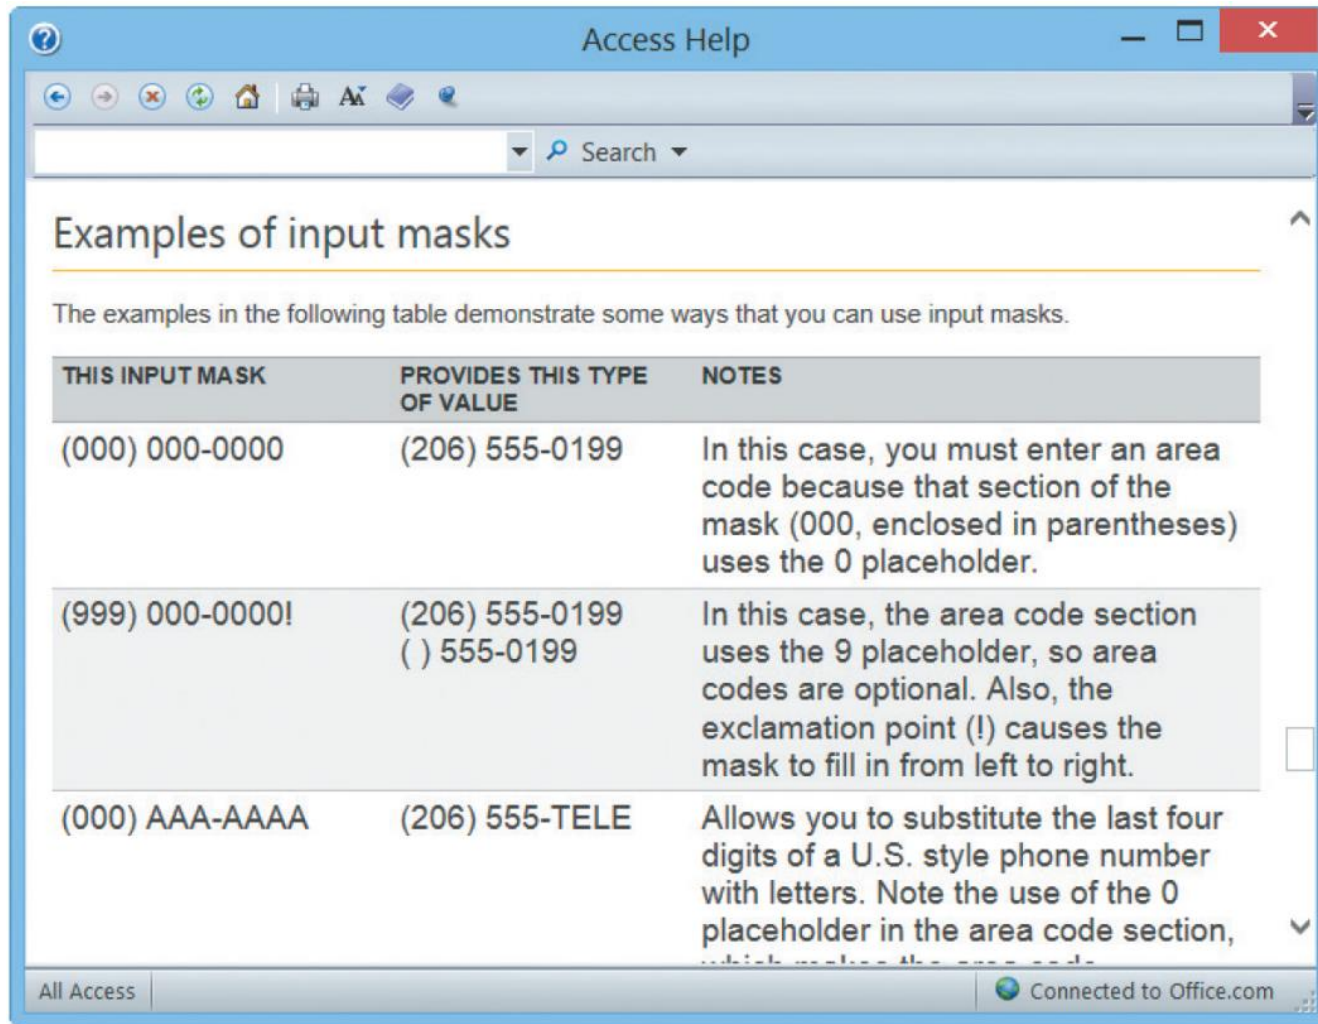 Access Help
Search
Examples of input masks
The examples in the following table demonstrate some ways that you can use input masks.
THIS INPUT MASK PROVIDES THIS TYPE OF VALUE NOTES
(000) 000-0000 (206) 555-0199 In this case, you must enter an area
code because that section of the
mask (000, enclosed in parentheses)
uses the 0 placeholder.
(999) 000-0000! (206) 555-0199 In this case, the area code section
( ) 555-0199 uses the 9 placeholder, so area
codes are optional. Also, the
exclamation point (!) causes the
mask to fill in from left to right.
(000) AAA-AAAA (206) 555-TELE Allows you to substitute the last four
digits of a U.S. style phone number
with letters. Note the use of the 0
placeholder in the area code section,
All Access Connected to Office.com